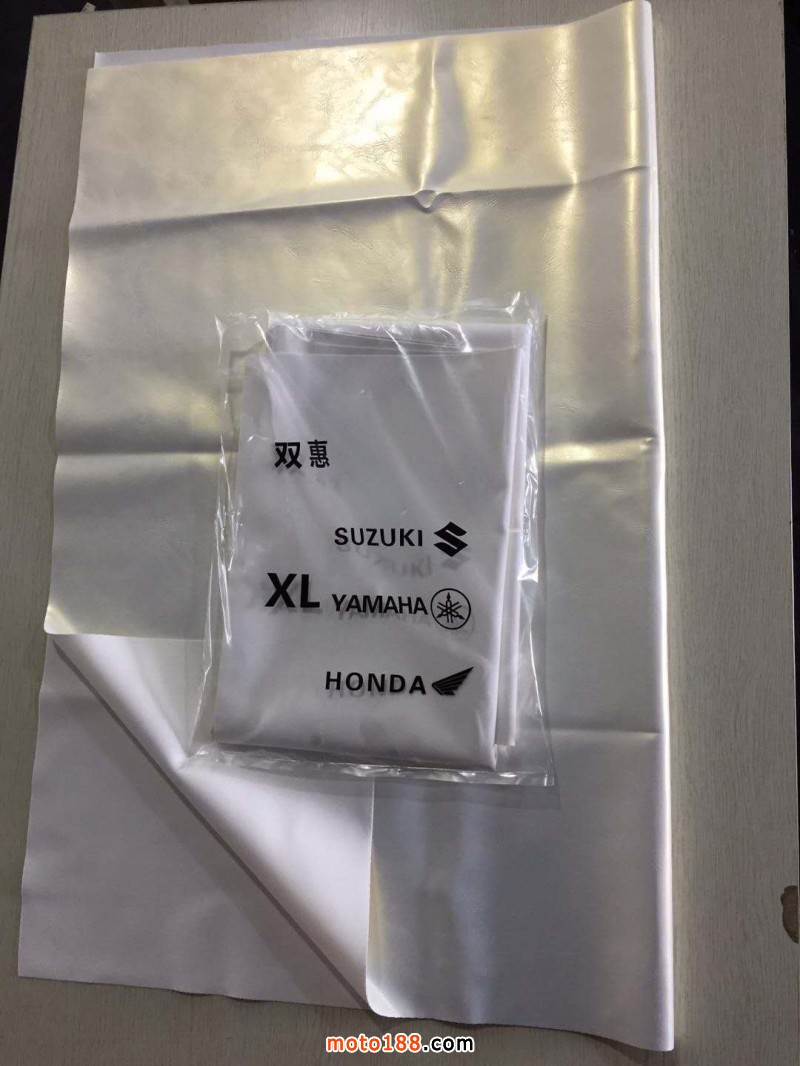 双惠
SUZUKI
XL YAMAHA
HONDA
moto188.com